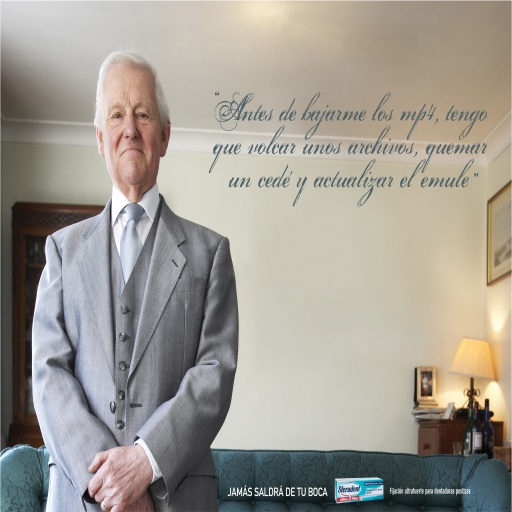 "Antes de bajarme los mp4, tengo
que volcar unos archivos, quemar
un cedé y actualizar el emule"
JAMÁS SALDRÁ DE TU BOCA
Steradent
Fijación ultrafuerte para dentaduras postizas